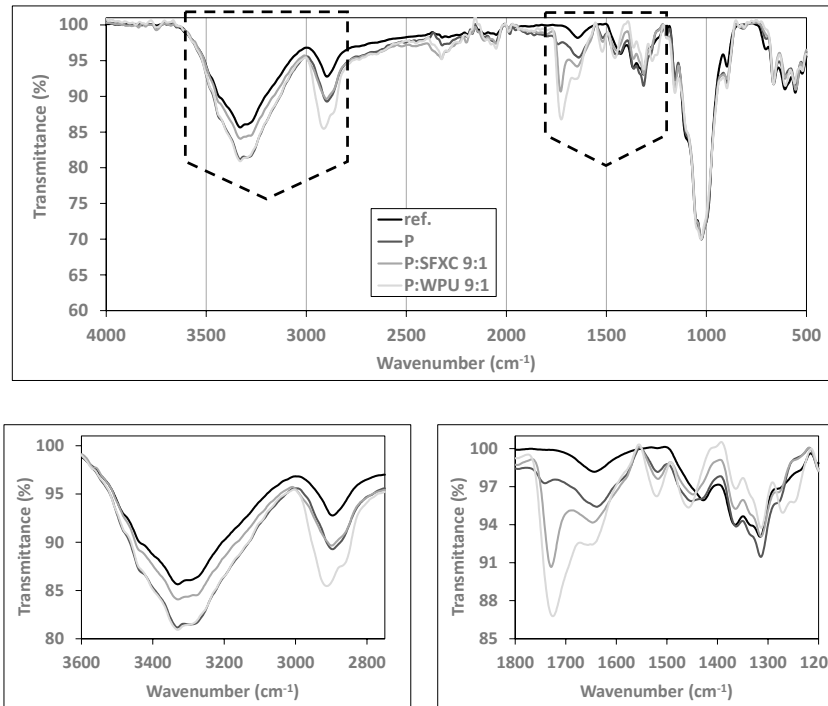 100
95
90
85
80
75
70
65
60
Transmittance (%)
ref.
P
P:SFXC 9:1
P:WPU 9:1
4000 3500 3000 2500 2000 1500 1000 500
Wavenumber (cm-1)
100
95
90
85
80
Transmittance (%)
3600 3400 3200 3000 2800
Wavenumber (cm-1)
100
97
94
91
88
85
Transmittance (%)
1800 1700 1600 1500 1400 1300 120
Wavenumber (cm-1)